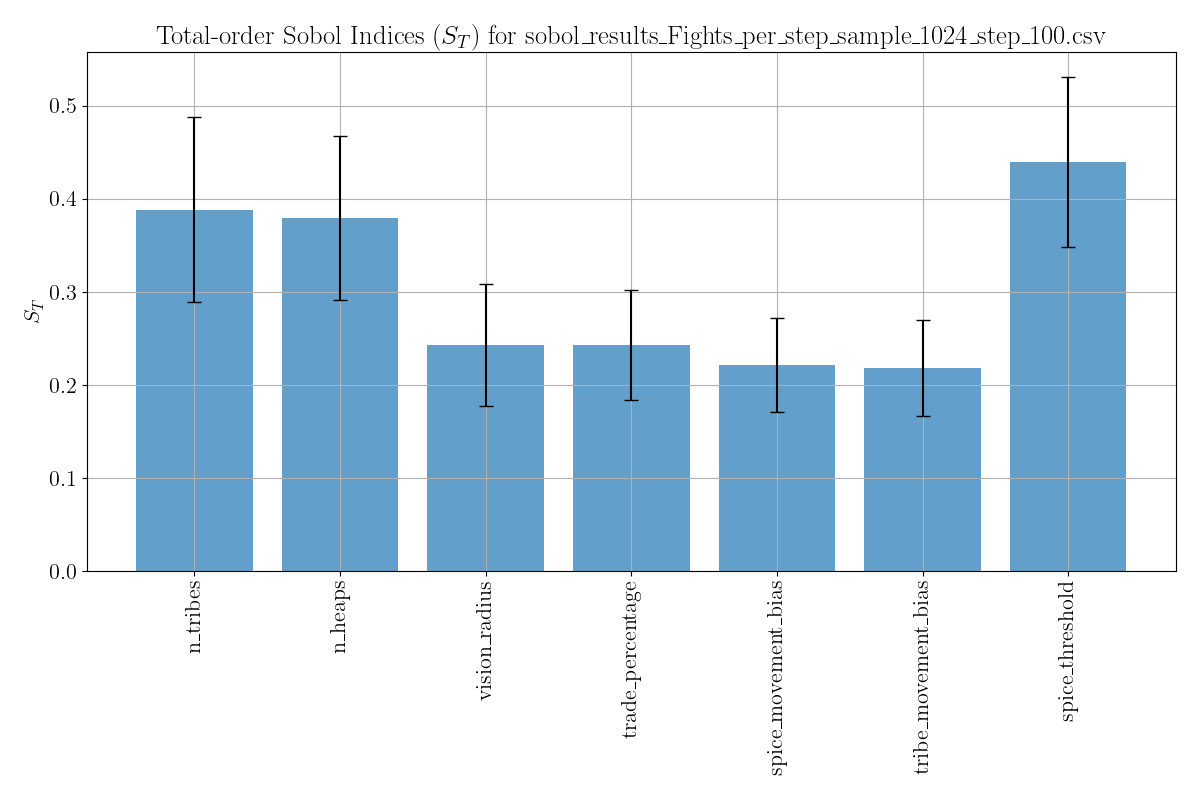 Total-order Sobol Indices (S_T) for sobol_results_Fights_per_step_sample_1024_step_100.csv
S_T
0.5
0.4
0.3
0.2
0.1
0.0
n_tribes
n_heaps
vision_radius
trade_percentage
spice_movement_bias
tribe_movement_bias
spice_threshold